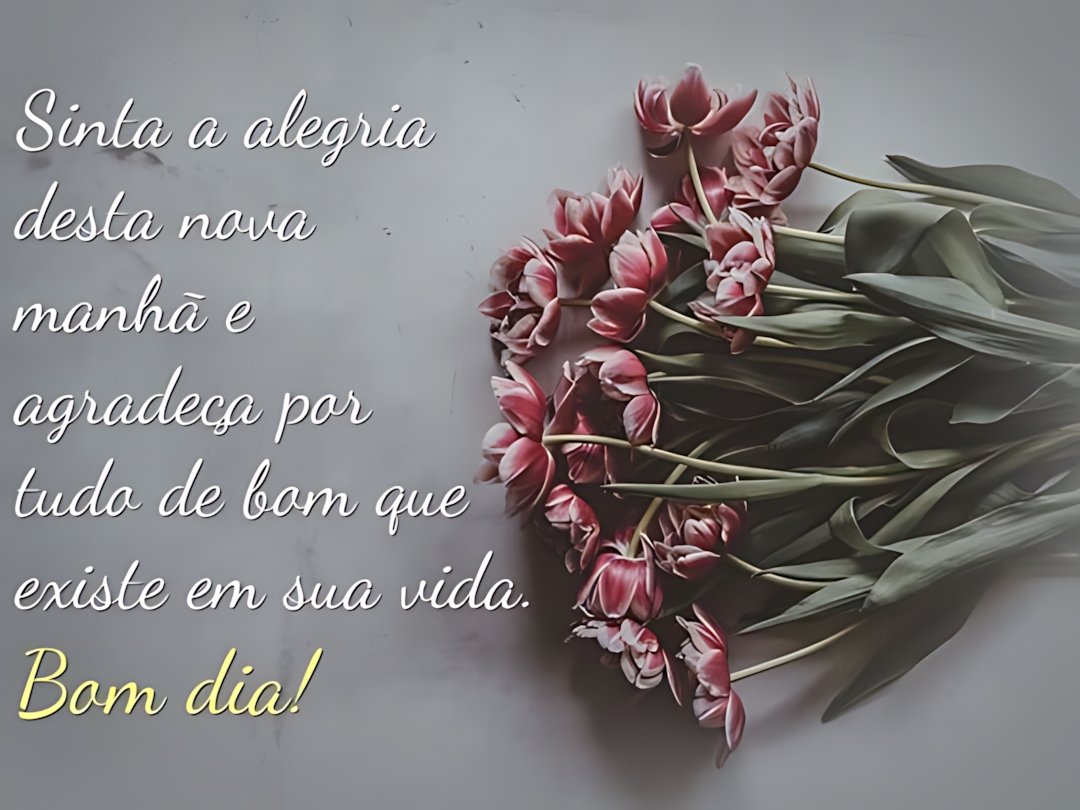 Sinta a alegria
desta nova
manhã e
agradeça por
tudo de bom que
existe em sua vida.
Bom dia!